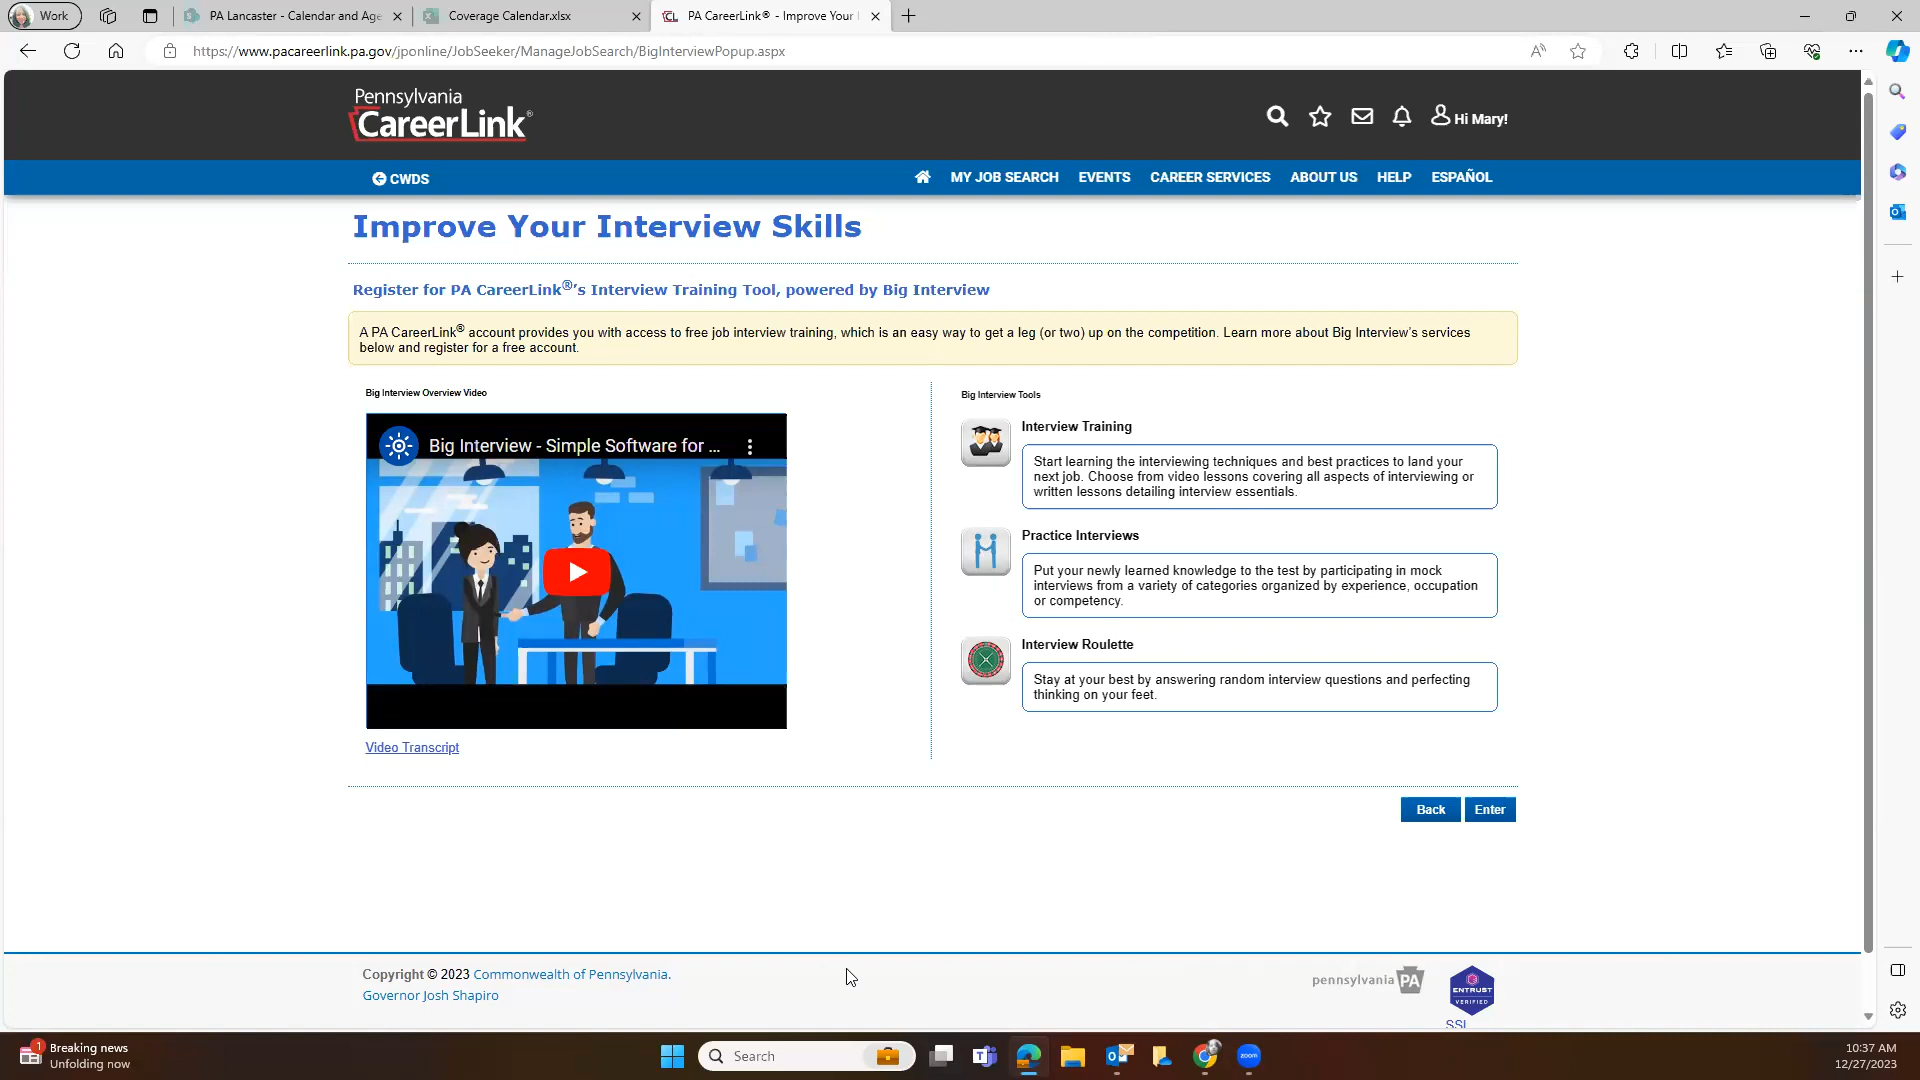 Work
PA Lancaster - Calendar and Age
Coverage Calendar.xlsx
PA CareerLink® - Improve Your I
https://www.pacareerlink.pa.gov/jponline/JobSeeker/ManageJobSearch/BigInterviewPopup.aspx
Pennsylvania
CareerLink®
Hi Mary!
CWDS
MY JOB SEARCH
EVENTS
CAREER SERVICES
ABOUT US
HELP
ESPAÑOL
Improve Your Interview Skills
Register for PA CareerLink®'s Interview Training Tool, powered by Big Interview
A PA CareerLink® account provides you with access to free job interview training, which is an easy way to get a leg (or two) up on the competition. Learn more about Big Interview's services
below and register for a free account.
Big Interview Overview Video
Big Interview - Simple Software for ...
Video Transcript
Big Interview Tools
Interview Training
Start learning the interviewing techniques and best practices to land your
next job. Choose from video lessons covering all aspects of interviewing or
written lessons detailing interview essentials.
Practice Interviews
Put your newly learned knowledge to the test by participating in mock
interviews from a variety of categories organized by experience, occupation
or competency.
Interview Roulette
Stay at your best by answering random interview questions and perfecting
thinking on your feet.
Back
Enter
Copyright © 2023 Commonwealth of Pennsylvania.
Governor Josh Shapiro
pennsylvania PA
ENTRUST
VERIFIED
SSL
1
Breaking news
Unfolding now
Search
zoom
10:37 AM
12/27/2023